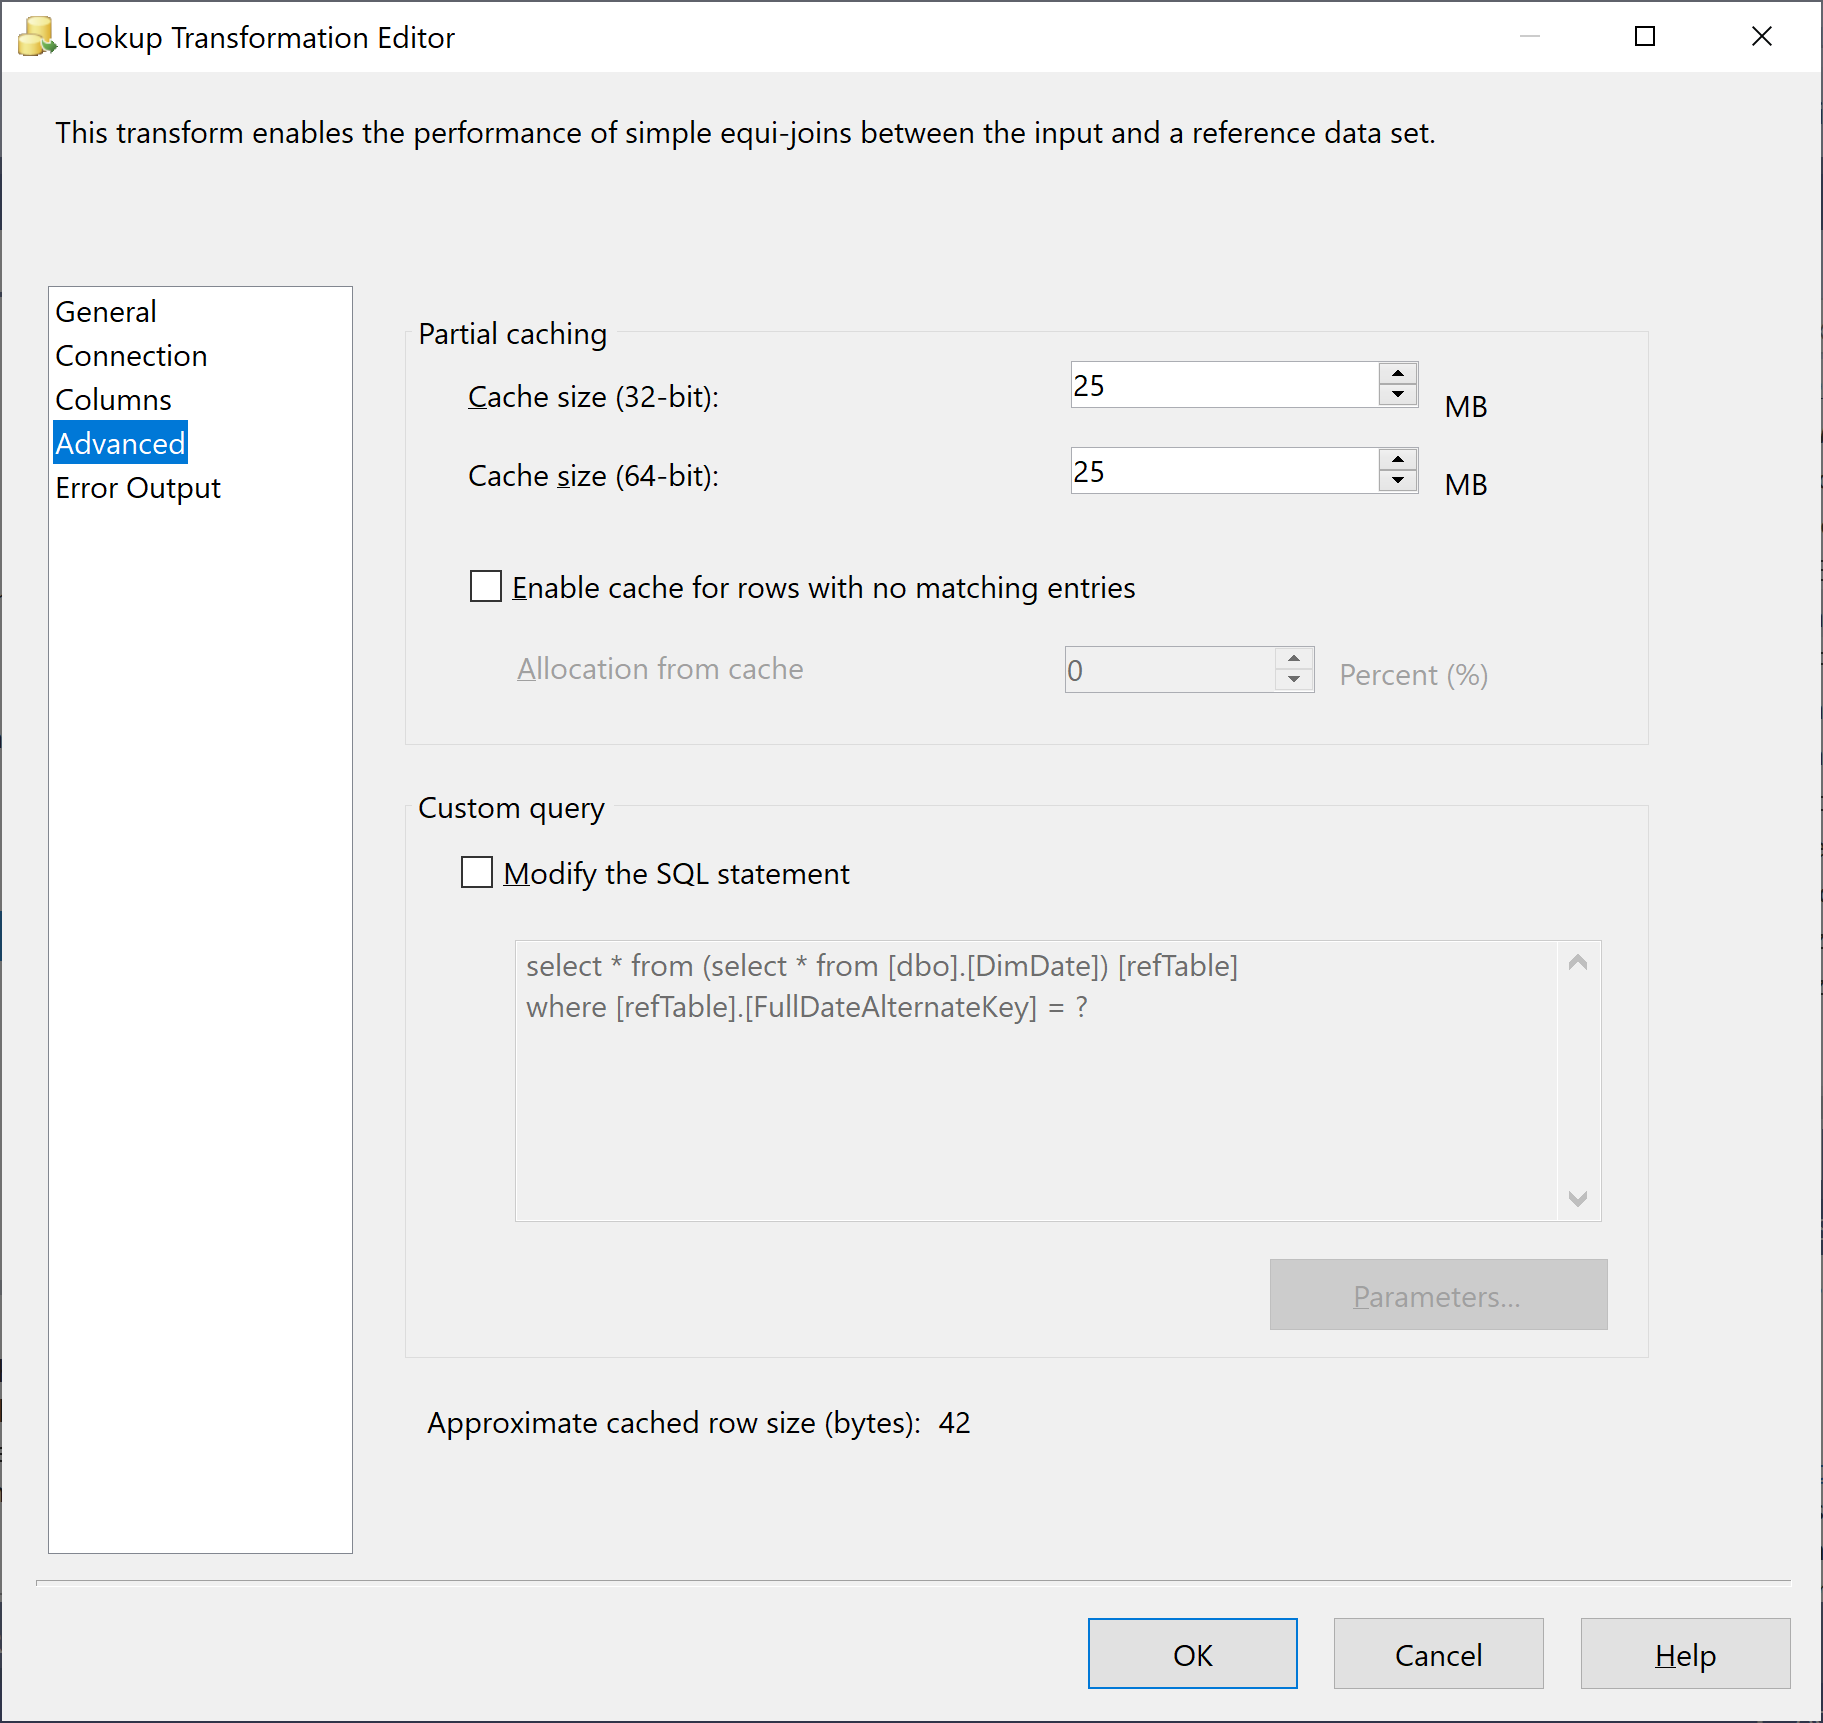 Lookup Transformation Editor
This transform enables the performance of simple equi-joins between the input and a reference data set.
General
Connection
Columns
Advanced
Error Output
Partial caching
Cache size (32-bit): 25 MB
Cache size (64-bit): 25 MB
Enable cache for rows with no matching entries
Allocation from cache 0 Percent (%)
Custom query
Modify the SQL statement
select * from (select * from [dbo].[DimDate]) [refTable]
where [refTable].[FullDateAlternateKey] = ?
Parameters...
Approximate cached row size (bytes): 42
OK Cancel Help